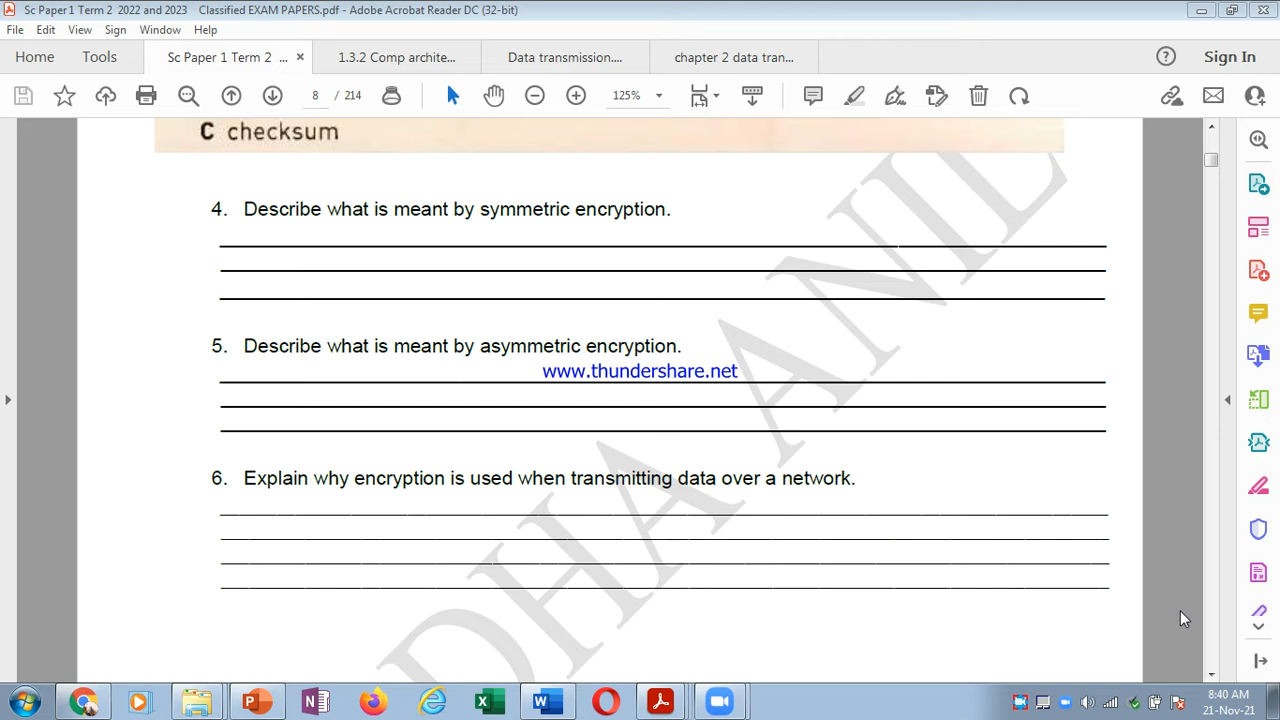 Sc Paper 1 Term 2 2022 and 2023 Classified EXAM PAPERS.pdf - Adobe Acrobat Reader DC (32-bit)
File Edit View Sign Window Help
Home Tools Sc Paper 1 Term 2 ... × 1.3.2 Comp archite... Data transmission.... chapter 2 data tran... Sign In
8 / 214 125%
C checksum
4. Describe what is meant by symmetric encryption.
5. Describe what is meant by asymmetric encryption.
www.thundershare.net
6. Explain why encryption is used when transmitting data over a network.
DHA ANIL
8:40 AM
21-Nov-21